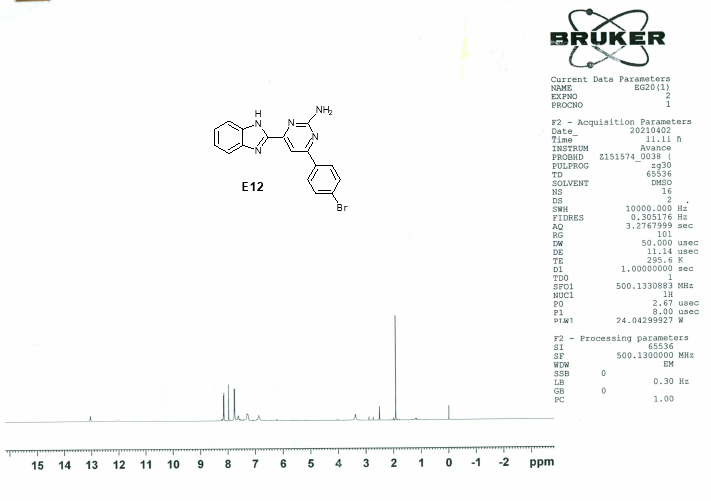 BRUKER
Current Data Parameters
NAME EG20(1)
EXPNO 2
PROCNO 1
F2 - Acquisition Parameters
Date_ 20210402
Time 11.11 h
INSTRUM Avance
PROBHD Z151574_0038 (
PULPROG zg30
TD 65536
SOLVENT DMSO
NS 16
DS 2
SWH 10000.000 Hz
FIDRES 0.305176 Hz
AQ 3.2767999 sec
RG 101
DW 50.000 usec
DE 11.14 usec
TE 295.6 K
D1 1.00000000 sec
TD0 1
SFO1 500.1330883 MHz
NUC1 1H
P0 2.67 usec
P1 8.00 usec
PLW1 24.04299927 W
F2 - Processing parameters
SI 65536
SF 500.1300000 MHz
WDW EM
SSB 0
LB 0.30 Hz
GB 0
PC 1.00
H
N
N
NH2
N
N
E12
Br
15 14 13 12 11 10 9 8 7 6 5 4 3 2 1 0 -1 -2 ppm